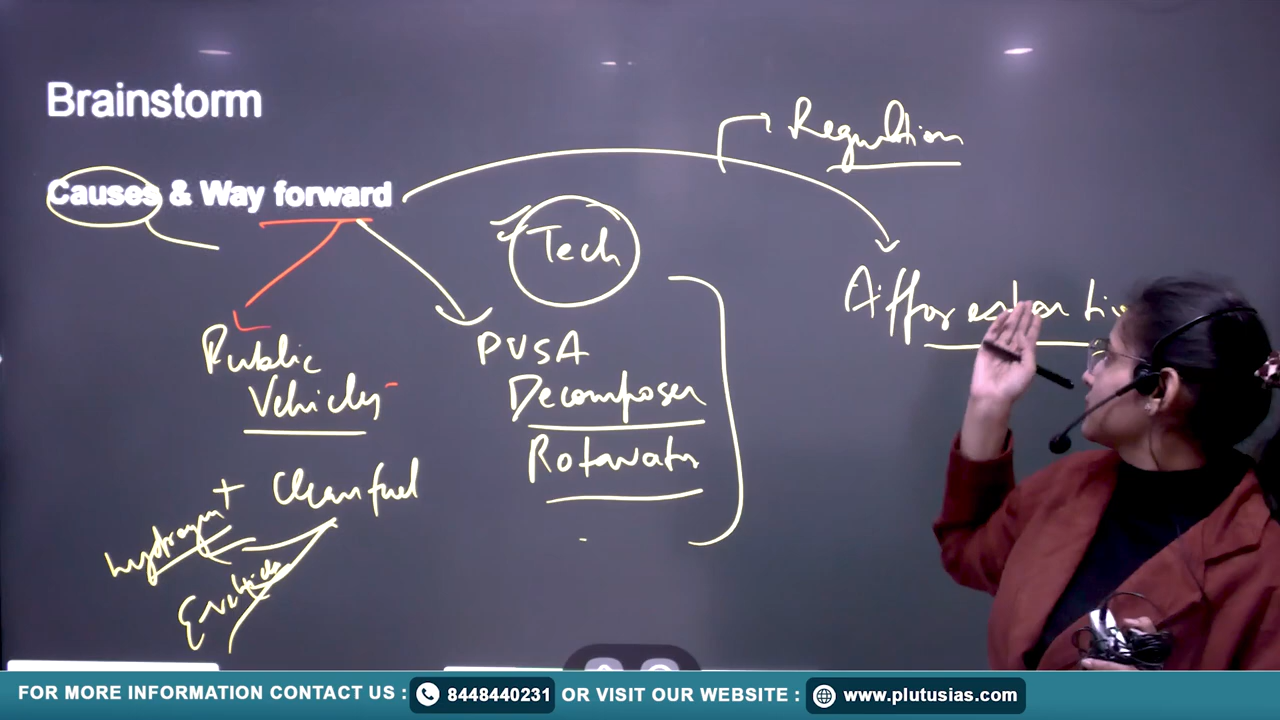 Brainstorm
Regulation
Causes & Way forward
Tech
Afforestation
Public
Vehicles
PUSA
Decomposer
Rotavator
+ Clean fuel
hydrogen
E-vehicles
FOR MORE INFORMATION CONTACT US : 8448440231 OR VISIT OUR WEBSITE : www.plutusias.com